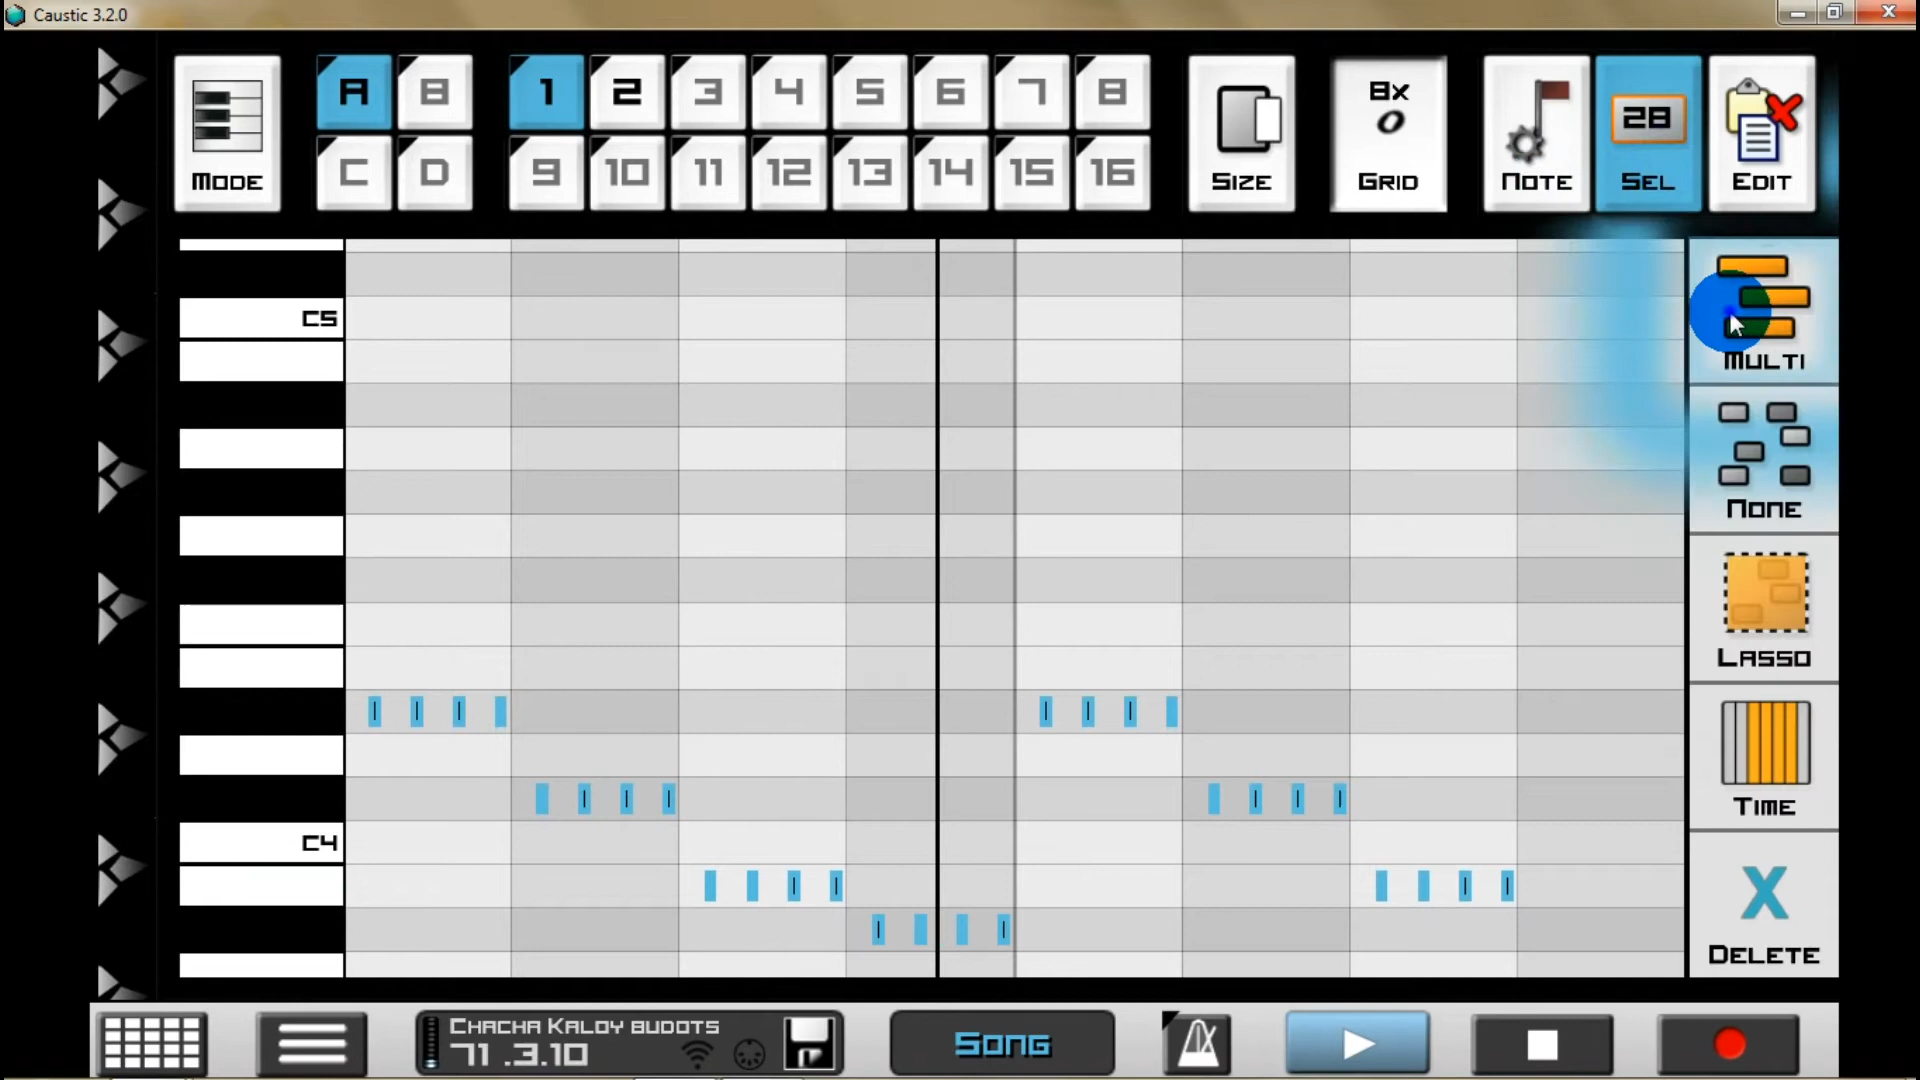 Caustic 3.2.0
MODE
A B
C D
1 2 3 4 5 6 7 8
9 10 11 12 13 14 15 16
SIZE
8x
GRID
NOTE
28
SEL
EDIT
C5
C4
MULTI
NONE
LASSO
TIME
X
DELETE
CHACHA KALOY BUDOTS
71 .3.10
SONG